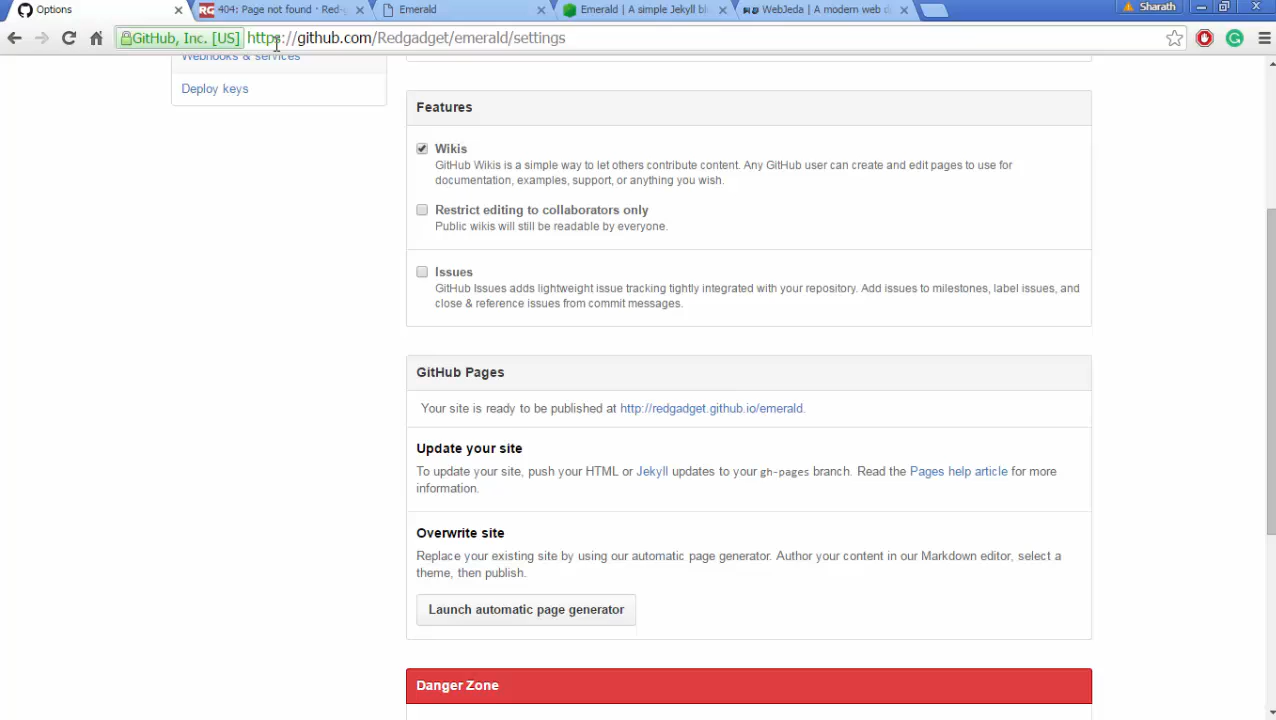 Options
404: Page not found · Red-g
Emerald
Emerald | A simple Jekyll bl
WebJeda | A modern web d
Sharath
GitHub, Inc. [US]
https://github.com/Redgadget/emerald/settings
Webhooks & services
Deploy keys
Features
Wikis
GitHub Wikis is a simple way to let others contribute content. Any GitHub user can create and edit pages to use for
documentation, examples, support, or anything you wish.
Restrict editing to collaborators only
Public wikis will still be readable by everyone.
Issues
GitHub Issues adds lightweight issue tracking tightly integrated with your repository. Add issues to milestones, label issues, and
close & reference issues from commit messages.
GitHub Pages
Your site is ready to be published at http://redgadget.github.io/emerald.
Update your site
To update your site, push your HTML or Jekyll updates to your gh-pages branch. Read the Pages help article for more
information.
Overwrite site
Replace your existing site by using our automatic page generator. Author your content in our Markdown editor, select a
theme, then publish.
Launch automatic page generator
Danger Zone